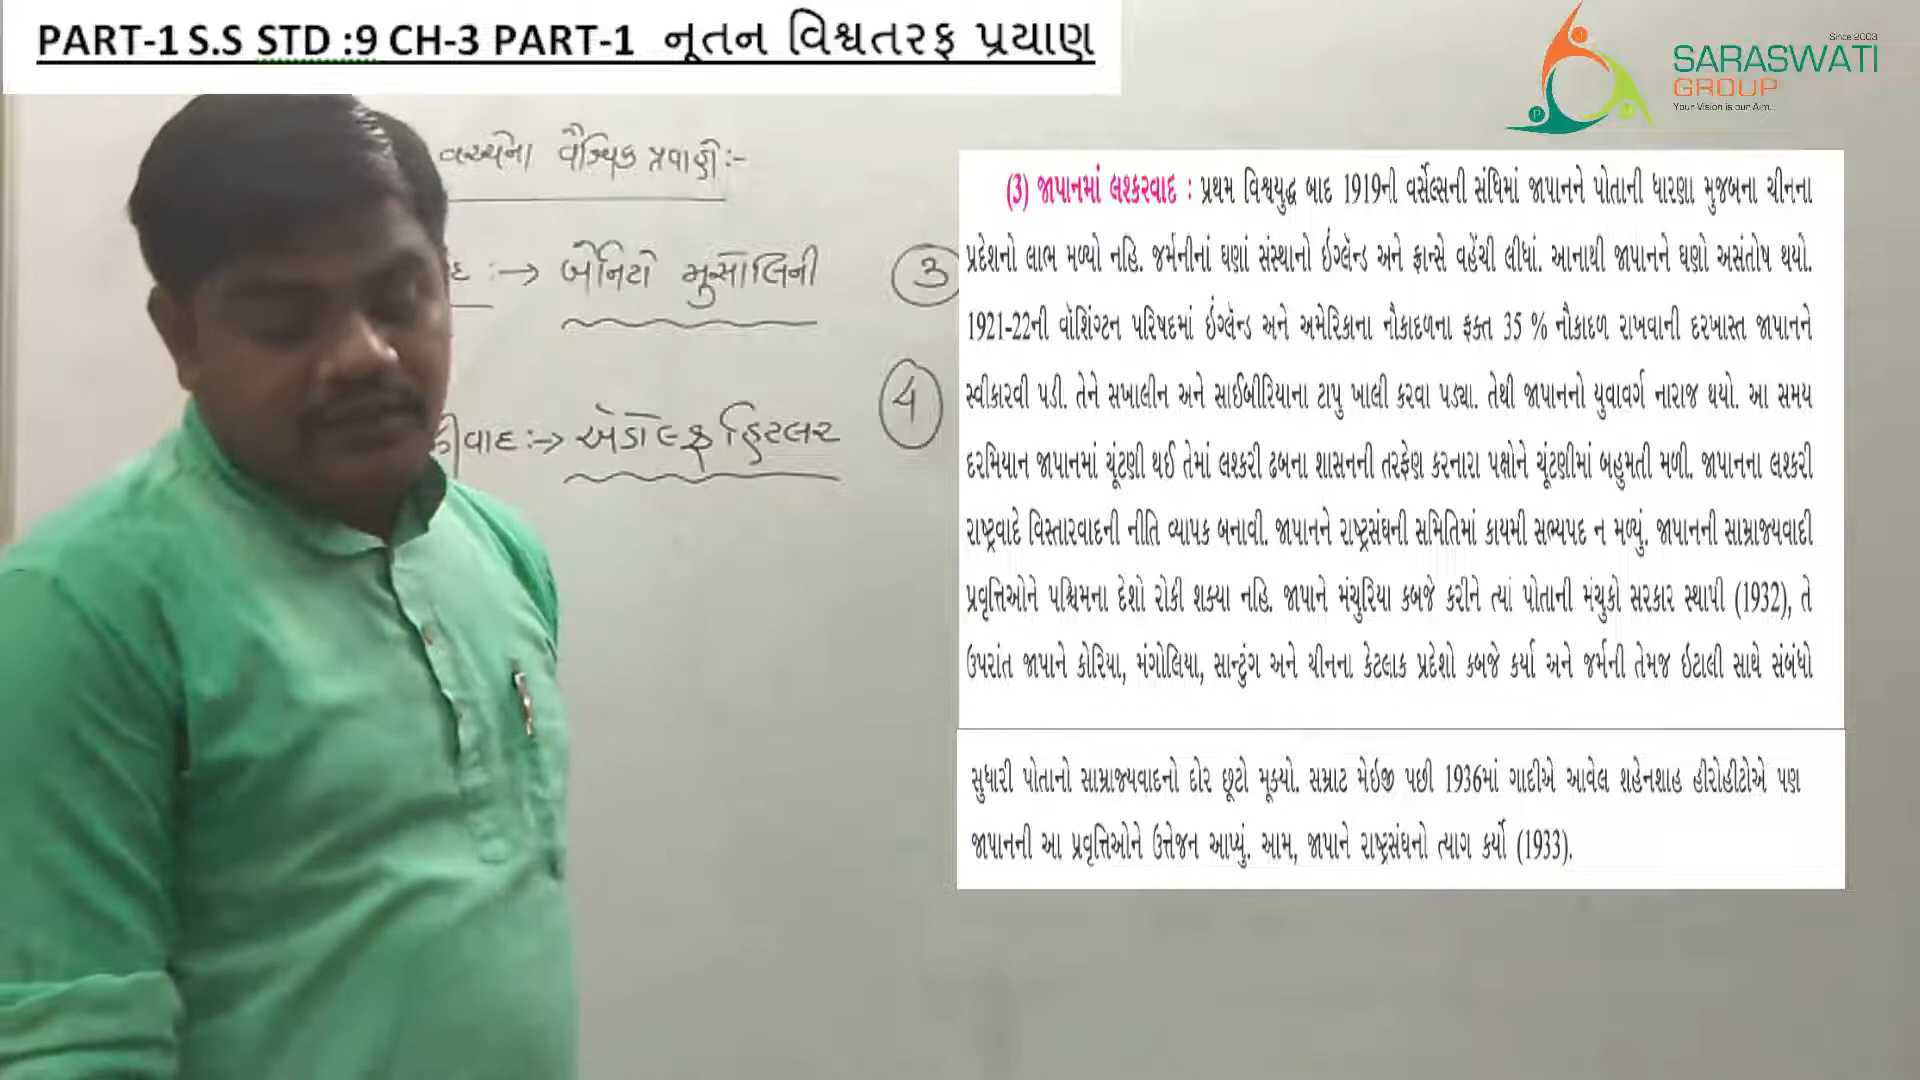 PART-1 S.S STD :9 CH-3 PART-1 નૂતન વિશ્વતરફ પ્રયાણ
Since 2003
SARASWATI
GROUP
Your Vision is our Aim...
વચ્ચેના વૈશ્વિક પ્રવાહો :-
દ :→ બેનિટો મુસોલિની
3
વાદ :→ એડોલ્ફ હિટલર
4
(3) જાપાનમાં લશ્કરવાદ : પ્રથમ વિશ્વયુદ્ધ બાદ 1919ની વર્સેલ્સની સંધિમાં જાપાનને પોતાની ધારણા મુજબના ચીનના
પ્રદેશનો લાભ મળ્યો નહિ. જર્મનીનાં ઘણાં સંસ્થાનો ઇંગ્લૅન્ડ અને ફ્રાન્સે વહેંચી લીધાં. આનાથી જાપાનને ઘણો અસંતોષ થયો.
1921-22ની વૉશિંગ્ટન પરિષદમાં ઇંગ્લૅન્ડ અને અમેરિકાના નૌકાદળના ફક્ત 35 % નૌકાદળ રાખવાની દરખાસ્ત જાપાનને
સ્વીકારવી પડી. તેને સખાલીન અને સાઈબીરિયાના ટાપુ ખાલી કરવા પડ્યા. તેથી જાપાનનો યુવાવર્ગ નારાજ થયો. આ સમય
દરમિયાન જાપાનમાં ચૂંટણી થઈ તેમાં લશ્કરી ઢબના શાસનની તરફેણ કરનારા પક્ષોને ચૂંટણીમાં બહુમતી મળી. જાપાનના લશ્કરી
રાષ્ટ્રવાદે વિસ્તારવાદની નીતિ વ્યાપક બનાવી. જાપાનને રાષ્ટ્રસંઘની સમિતિમાં કાયમી સભ્યપદ ન મળ્યું. જાપાનની સામ્રાજ્યવાદી
પ્રવૃત્તિઓને પશ્ચિમના દેશો રોકી શક્યા નહિ. જાપાને મંચુરિયા કબજે કરીને ત્યાં પોતાની મંચુકો સરકાર સ્થાપી (1932), તે
ઉપરાંત જાપાને કોરિયા, મંગોલિયા, સાન્ટુંગ અને ચીનના કેટલાક પ્રદેશો કબજે કર્યા અને જર્મની તેમજ ઇટાલી સાથે સંબંધો
સુધારી પોતાનો સામ્રાજ્યવાદનો દોર છૂટો મૂક્યો. સમ્રાટ મેઇજી પછી 1936માં ગાદીએ આવેલ શહેનશાહ હીરોહીટોએ પણ
જાપાનની આ પ્રવૃત્તિઓને ઉત્તેજન આપ્યું. આમ, જાપાને રાષ્ટ્રસંઘનો ત્યાગ કર્યો (1933).